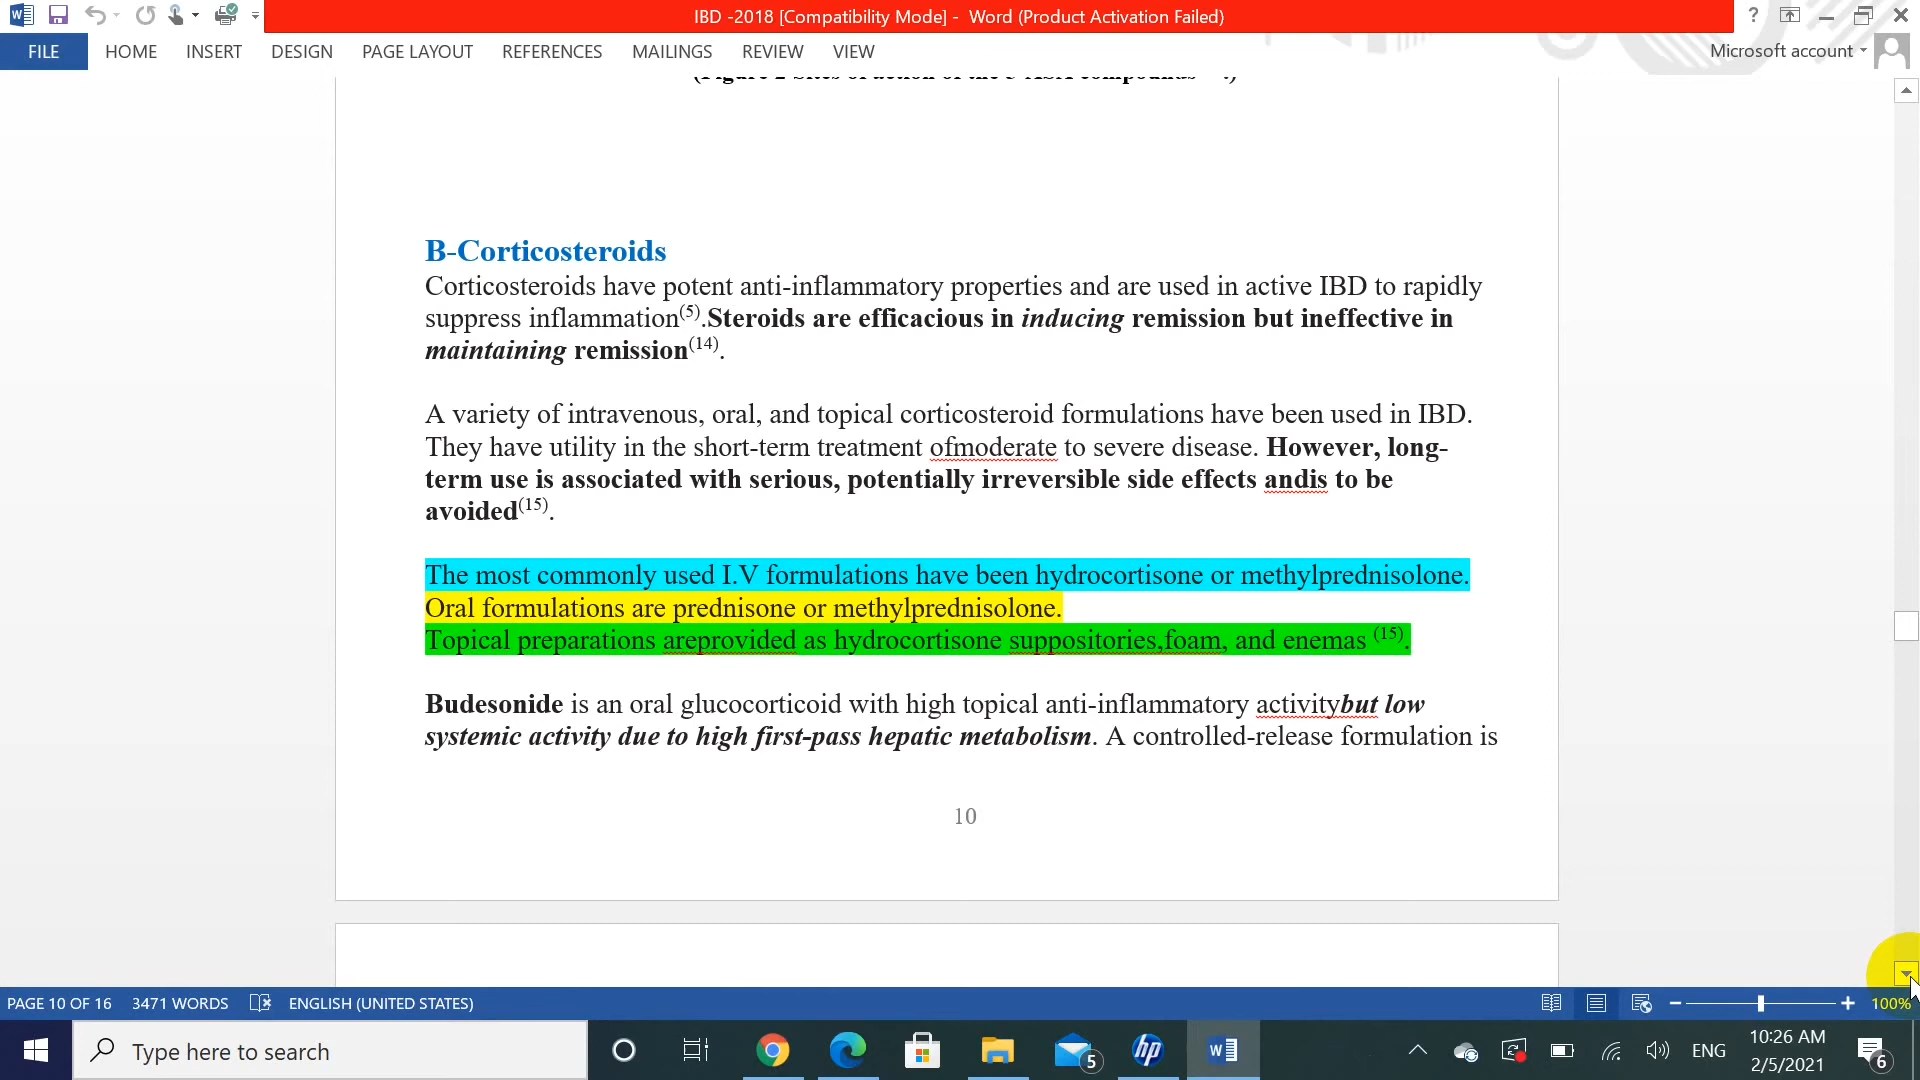 IBD -2018 [Compatibility Mode] - Word (Product Activation Failed)
?
FILE HOME INSERT DESIGN PAGE LAYOUT REFERENCES MAILINGS REVIEW VIEW
Microsoft account
B-Corticosteroids
Corticosteroids have potent anti-inflammatory properties and are used in active IBD to rapidly
suppress inflammation(5).Steroids are efficacious in inducing remission but ineffective in
maintaining remission(14).
A variety of intravenous, oral, and topical corticosteroid formulations have been used in IBD.
They have utility in the short-term treatment ofmoderate to severe disease. However, long-
term use is associated with serious, potentially irreversible side effects andis to be
avoided(15).
The most commonly used I.V formulations have been hydrocortisone or methylprednisolone.
Oral formulations are prednisone or methylprednisolone.
Topical preparations areprovided as hydrocortisone suppositories,foam, and enemas (15).
Budesonide is an oral glucocorticoid with high topical anti-inflammatory activitybut low
systemic activity due to high first-pass hepatic metabolism. A controlled-release formulation is
10
PAGE 10 OF 16 3471 WORDS ENGLISH (UNITED STATES)
100%
Type here to search
5
hp
ENG
10:26 AM
2/5/2021
6